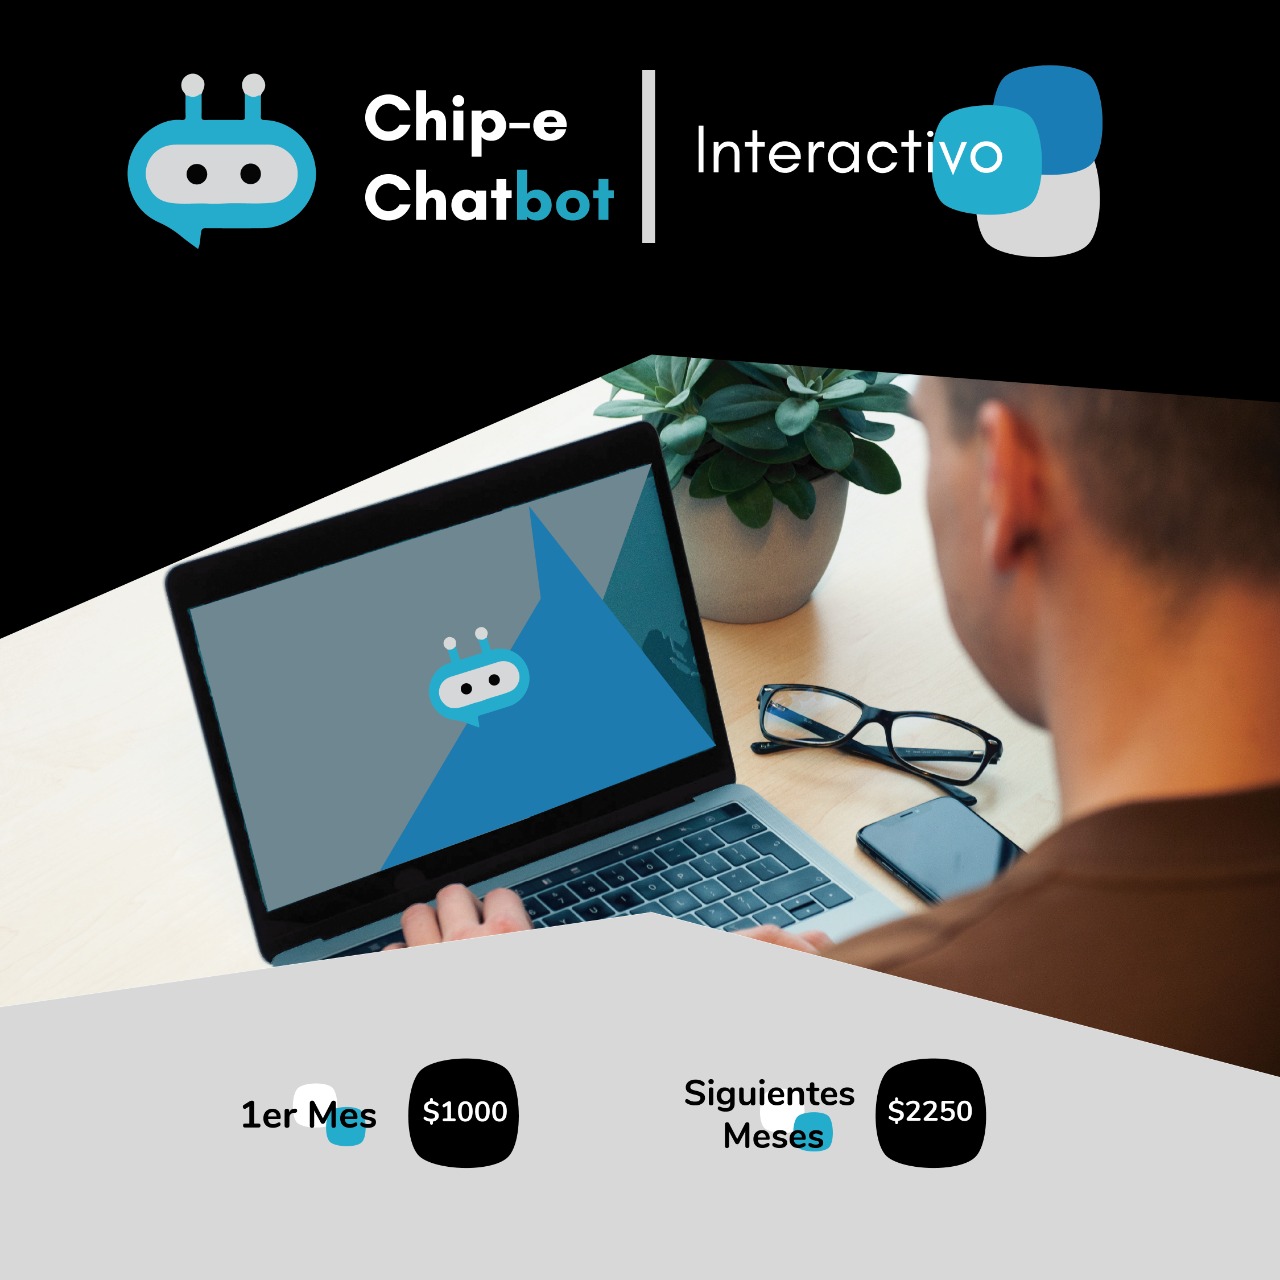 Chip-e
Chatbot
Interactivo
1er Mes
$1000
Siguientes
Meses
$2250